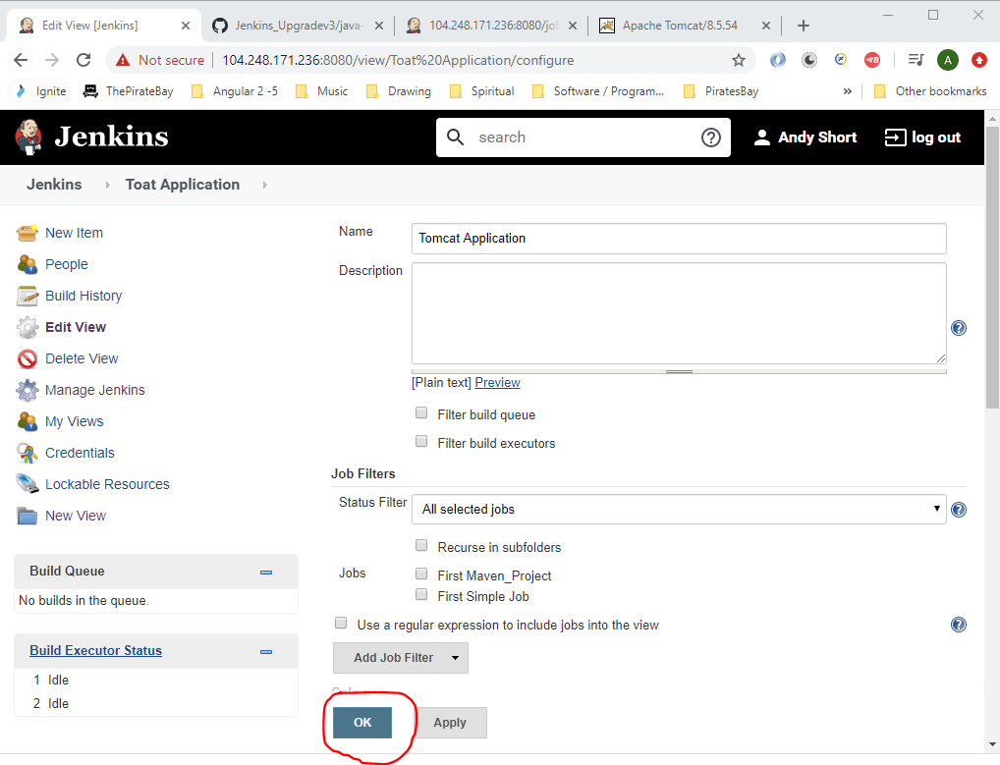 Edit View [Jenkins]
Jenkins_Upgradev3/java-
104.248.171.236:8080/job
Apache Tomcat/8.5.54
Not secure
104.248.171.236:8080/view/Toat%20Application/configure
A
Ignite
ThePirateBay
Angular 2 -5
Music
Drawing
Spiritual
Software / Program...
PiratesBay
»
Other bookmarks
Jenkins
search
Andy Short
log out
Jenkins
Toat Application
New Item
People
Build History
Edit View
Delete View
Manage Jenkins
My Views
Credentials
Lockable Resources
New View
Build Queue
No builds in the queue.
Build Executor Status
1 Idle
2 Idle
Name
Tomcat Application
Description
[Plain text] Preview
Filter build queue
Filter build executors
Job Filters
Status Filter
All selected jobs
Recurse in subfolders
Jobs
First Maven_Project
First Simple Job
Use a regular expression to include jobs into the view
Add Job Filter
OK
Apply